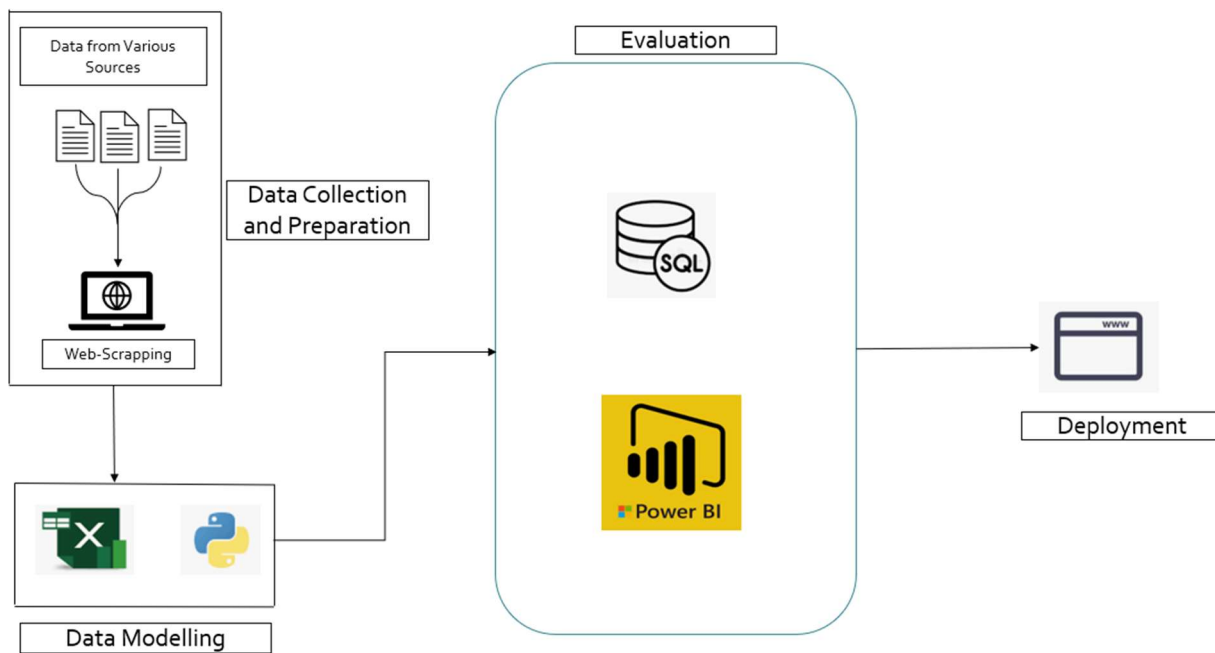 Data from Various
Sources
Web-Scrapping
Data Collection
and Preparation
X
Data Modelling
Evaluation
SQL
Power BI
www
Deployment